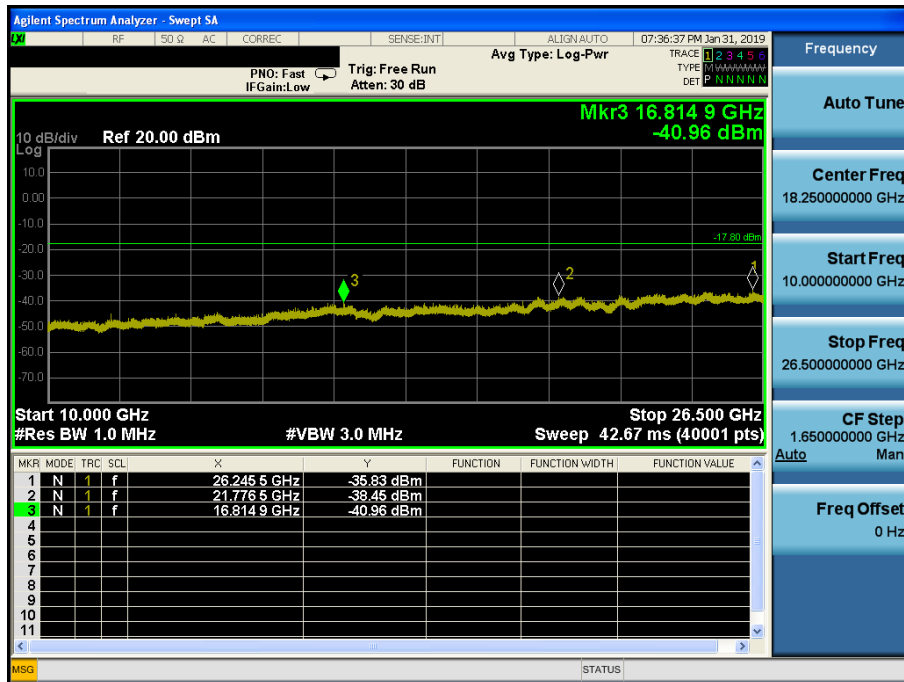 Agilent Spectrum Analyzer - Swept SA
LXI RF 50 Ω AC CORREC SENSE:INT ALIGN AUTO 07:36:37 PM Jan 31, 2019
PNO: Fast
IFGain:Low
Trig: Free Run
Atten: 30 dB
Avg Type: Log-Pwr
TRACE 1 2 3 4 5 6
TYPE M W W W W W
DET P N N N N N
Mkr3 16.814 9 GHz
-40.96 dBm
10 dB/div Ref 20.00 dBm
Log
10.0
0.00
-10.0
-17.80 dBm
-20.0
-30.0
-40.0
-50.0
-60.0
-70.0
3
2
1
Start 10.000 GHz Stop 26.500 GHz
#Res BW 1.0 MHz #VBW 3.0 MHz Sweep 42.67 ms (40001 pts)
MKR MODE TRC SCL X Y FUNCTION FUNCTION WIDTH FUNCTION VALUE
1 N 1 f 26.245 5 GHz -35.83 dBm
2 N 1 f 21.776 5 GHz -38.45 dBm
3 N 1 f 16.814 9 GHz -40.96 dBm
4
5
6
7
8
9
10
11
MSG STATUS
Frequency
Auto Tune
Center Freq
18.250000000 GHz
Start Freq
10.000000000 GHz
Stop Freq
26.500000000 GHz
CF Step
1.650000000 GHz
Auto Man
Freq Offset
0 Hz